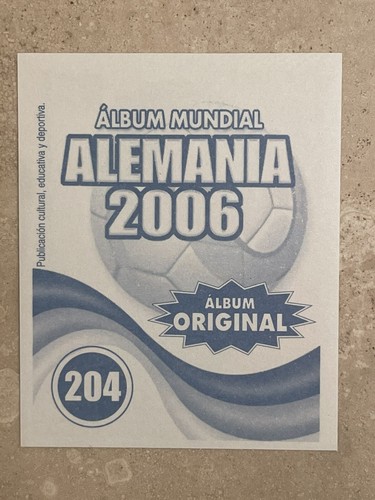 ÁLBUM MUNDIAL
ALEMANIA
2006
Publicación cultural, educativa y deportiva.
ÁLBUM
ORIGINAL
204